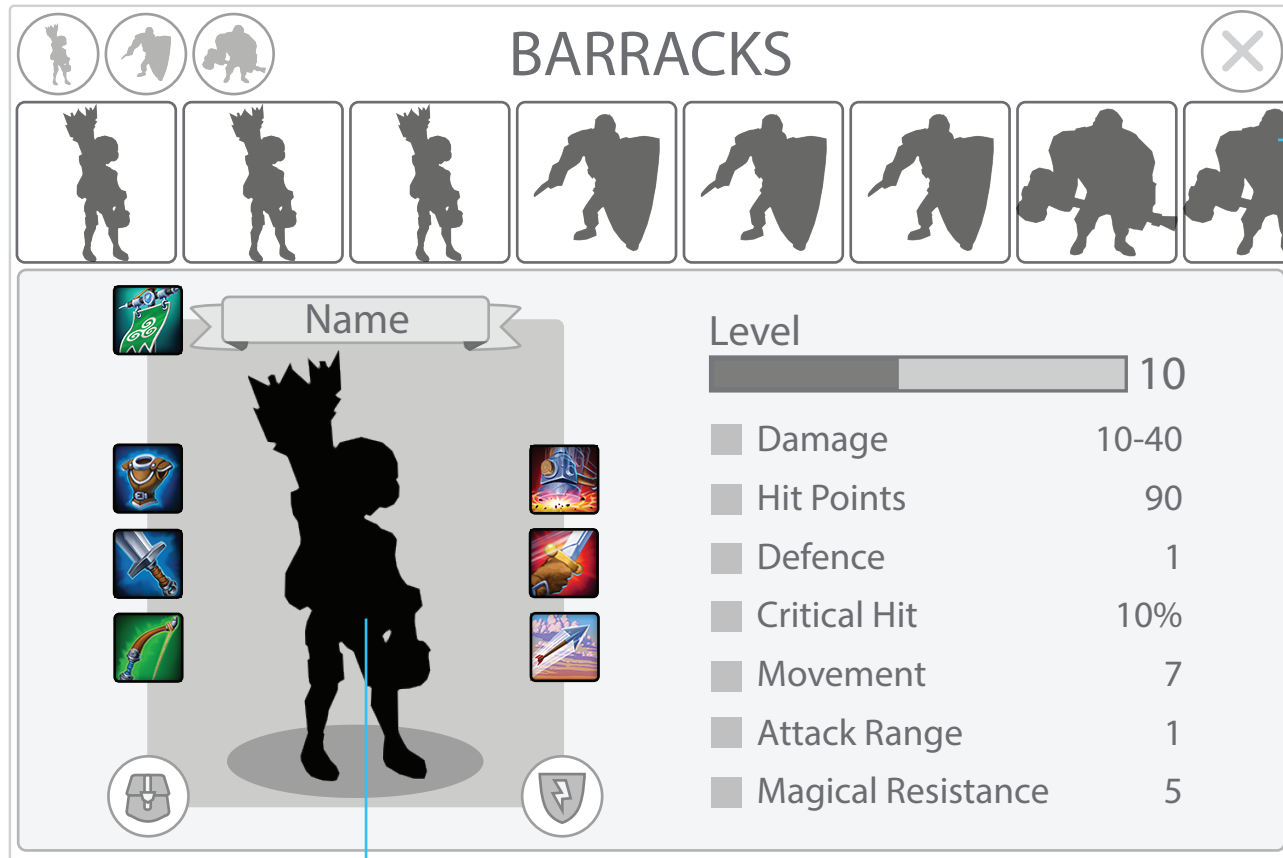 BARRACKS
Name
Level
10
Damage 10-40
Hit Points 90
Defence 1
Critical Hit 10%
Movement 7
Attack Range 1
Magical Resistance 5